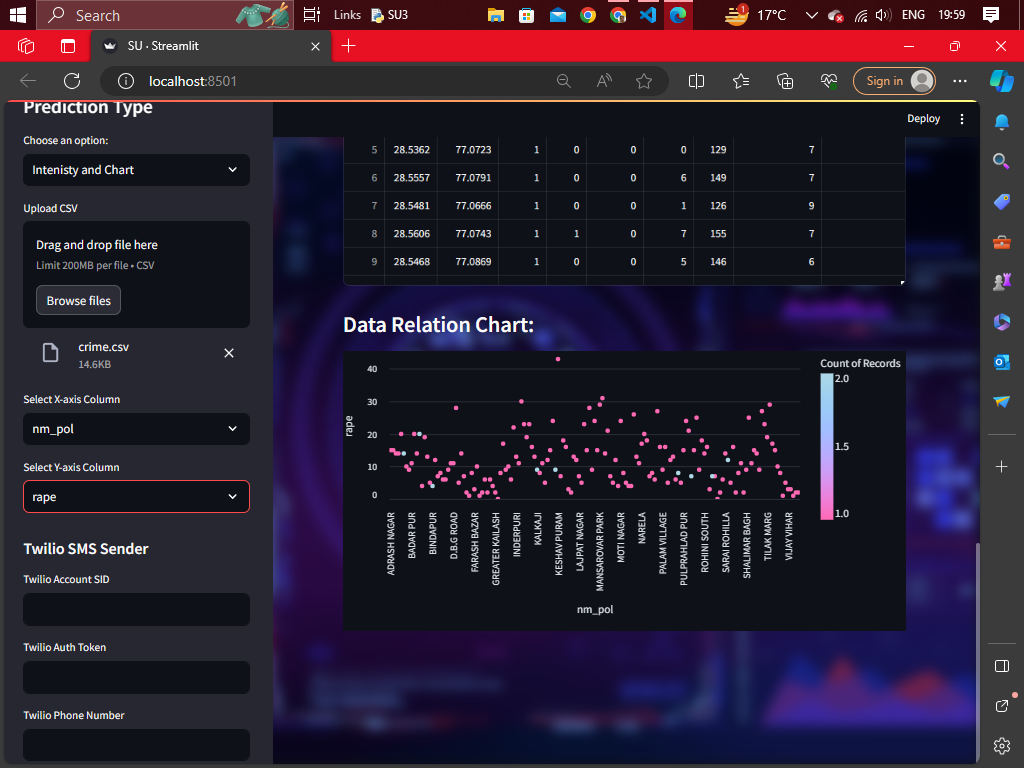 Search
Links
SU3
1
17°C
ENG
19:59
SU · Streamlit
localhost:8501
Sign in
Deploy
Prediction Type
Choose an option:
Intenisty and Chart
Upload CSV
Drag and drop file here
Limit 200MB per file • CSV
Browse files
crime.csv
14.6KB
Select X-axis Column
nm_pol
Select Y-axis Column
rape
Twilio SMS Sender
Twilio Account SID
Twilio Auth Token
Twilio Phone Number
5 28.5362 77.0723 1 0 0 0 129 7
6 28.5557 77.0791 1 0 0 6 149 7
7 28.5481 77.0666 1 0 0 1 126 9
8 28.5606 77.0743 1 1 0 7 155 7
9 28.5468 77.0869 1 0 0 5 146 6
Data Relation Chart:
Count of Records
2.0
1.5
1.0
rape
40
30
20
10
0
ADRASH NAGAR
BADAR PUR
BINDAPUR
D.B.G ROAD
FARASH BAZAR
GREATER KAILASH
INDERPURI
KALKAJI
KESHAV PURAM
LAJPAT NAGAR
MANSAROVAR PARK
MOTI NAGAR
NARELA
PALAM VILLAGE
PULPRAHLAD PUR
ROHINI SOUTH
SARAI ROHILLA
SHALIMAR BAGH
TILAK MARG
VIJAY VIHAR
nm_pol